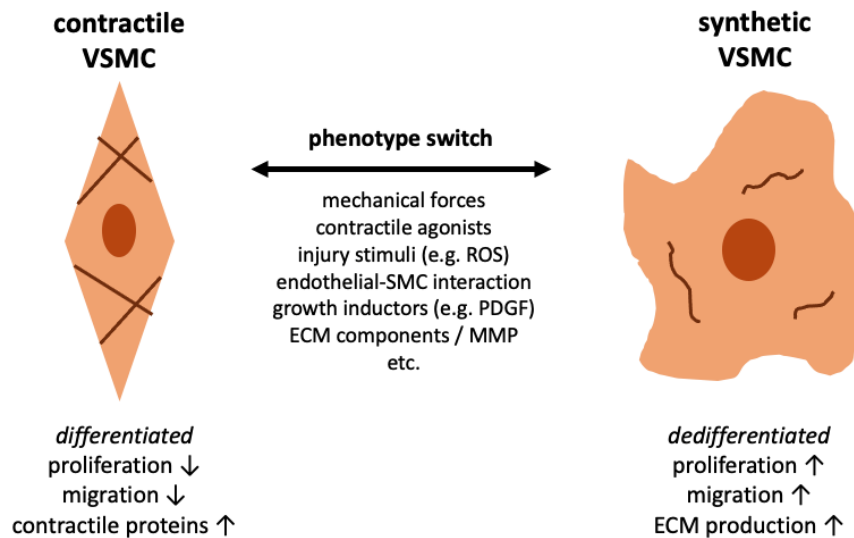 contractile
VSMC
phenotype switch
mechanical forces
contractile agonists
injury stimuli (e.g. ROS)
endothelial-SMC interaction
growth inductors (e.g. PDGF)
ECM components / MMP
etc.
synthetic
VSMC
differentiated
proliferation ↓
migration ↓
contractile proteins ↑
dedifferentiated
proliferation ↑
migration ↑
ECM production ↑